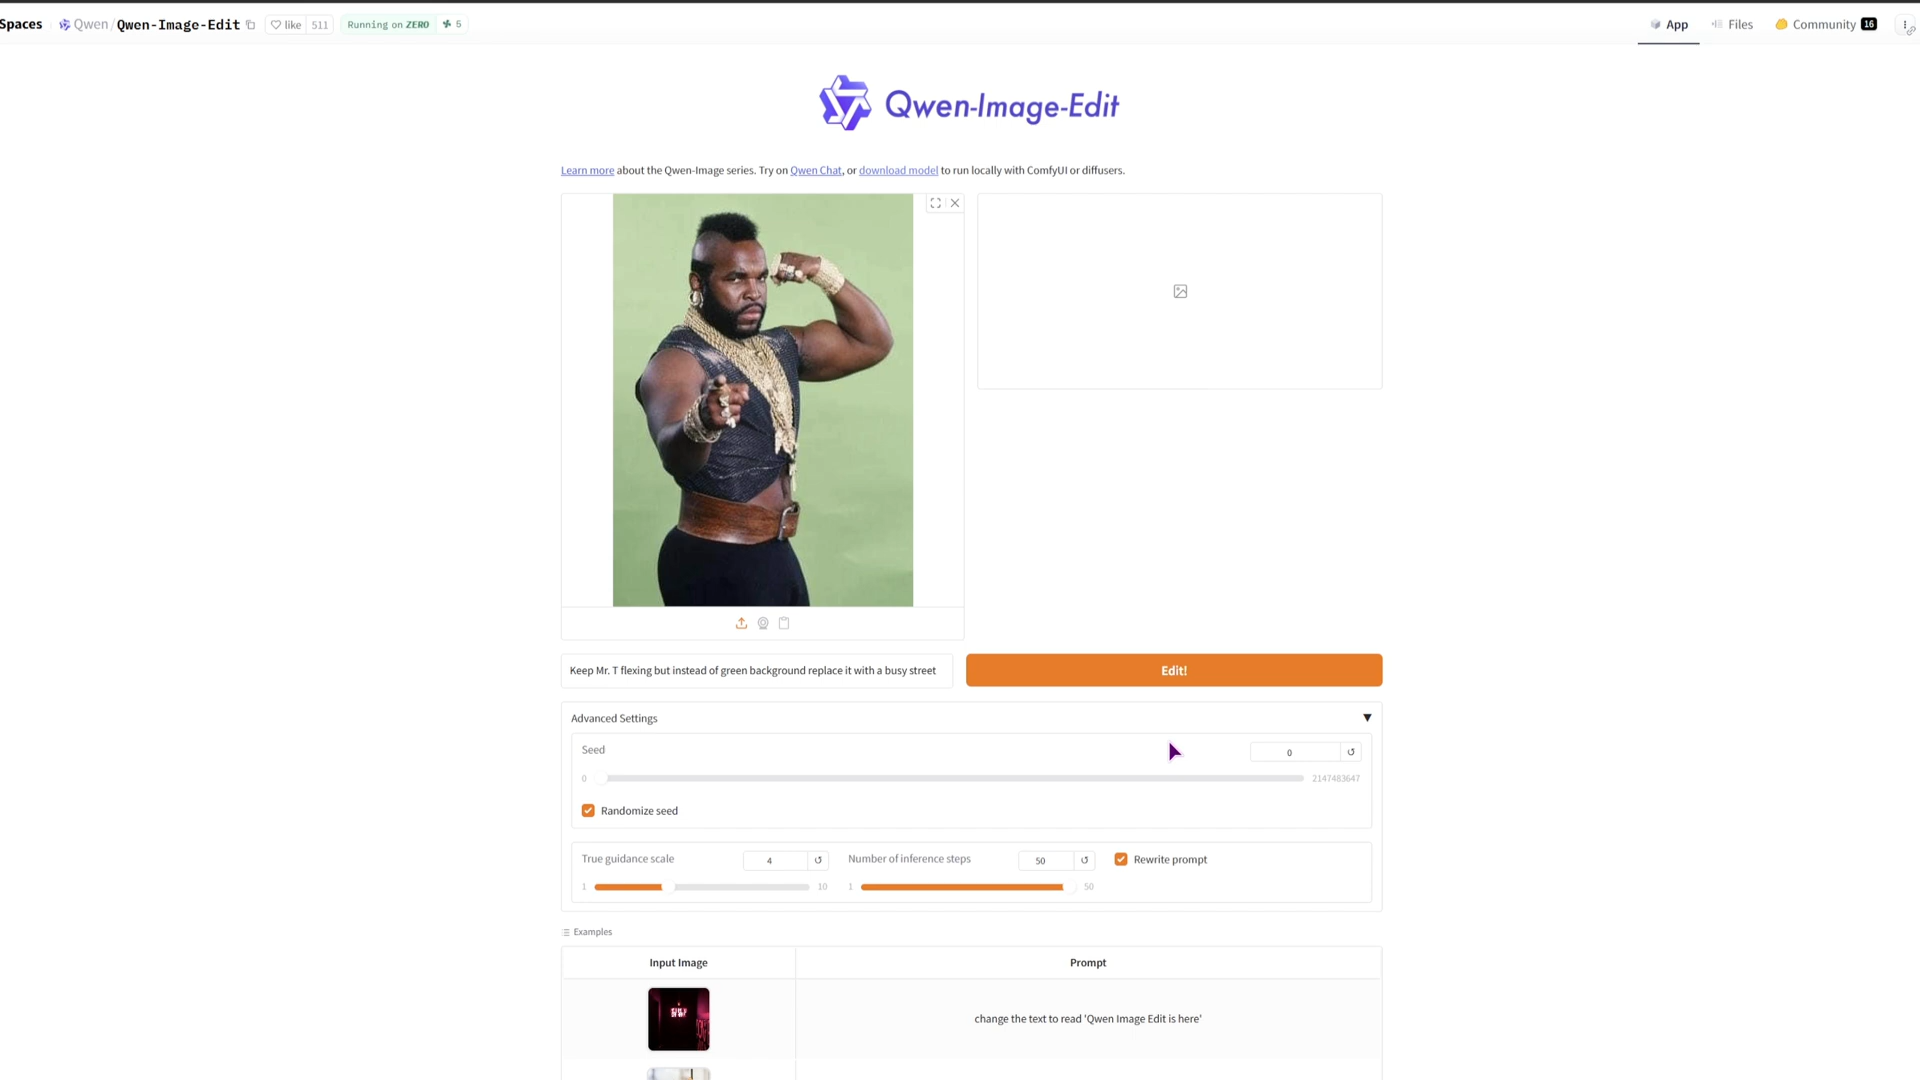 Spaces Qwen/Qwen-Image-Edit like 511 Running on ZERO 5 App Files Community 16
Qwen-Image-Edit
Learn more about the Qwen-Image series. Try on Qwen Chat, or download model to run locally with ComfyUI or diffusers.
Keep Mr. T flexing but instead of green background replace it with a busy street Edit!
Advanced Settings ▼
Seed 0
0 2147483647
Randomize seed
True guidance scale 4 Number of inference steps 50 Rewrite prompt
1 10 1 50
Examples
Input Image Prompt
change the text to read 'Qwen Image Edit is here'